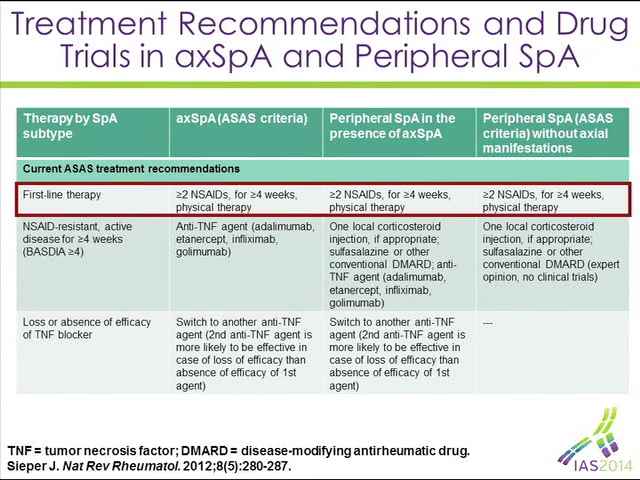 Treatment Recommendations and Drug
Trials in axSpA and Peripheral SpA
Therapy by SpA subtype
axSpA (ASAS criteria)
Peripheral SpA in the presence of axSpA
Peripheral SpA (ASAS criteria) without axial manifestations
Current ASAS treatment recommendations
First-line therapy
≥2 NSAIDs, for ≥4 weeks, physical therapy
≥2 NSAIDs, for ≥4 weeks, physical therapy
≥2 NSAIDs, for ≥4 weeks, physical therapy
NSAID-resistant, active disease for ≥4 weeks (BASDIA ≥4)
Anti-TNF agent (adalimumab, etanercept, infliximab, golimumab)
One local corticosteroid injection, if appropriate; sulfasalazine or other conventional DMARD; anti-TNF agent (adalimumab, etanercept, infliximab, golimumab)
One local corticosteroid injection, if appropriate; sulfasalazine or other conventional DMARD (expert opinion, no clinical trials)
Loss or absence of efficacy of TNF blocker
Switch to another anti-TNF agent (2nd anti-TNF agent is more likely to be effective in case of loss of efficacy than absence of efficacy of 1st agent)
Switch to another anti-TNF agent (2nd anti-TNF agent is more likely to be effective in case of loss of efficacy than absence of efficacy of 1st agent)
---
TNF = tumor necrosis factor; DMARD = disease-modifying antirheumatic drug.
Sieper J. Nat Rev Rheumatol. 2012;8(5):280-287.
IAS2014